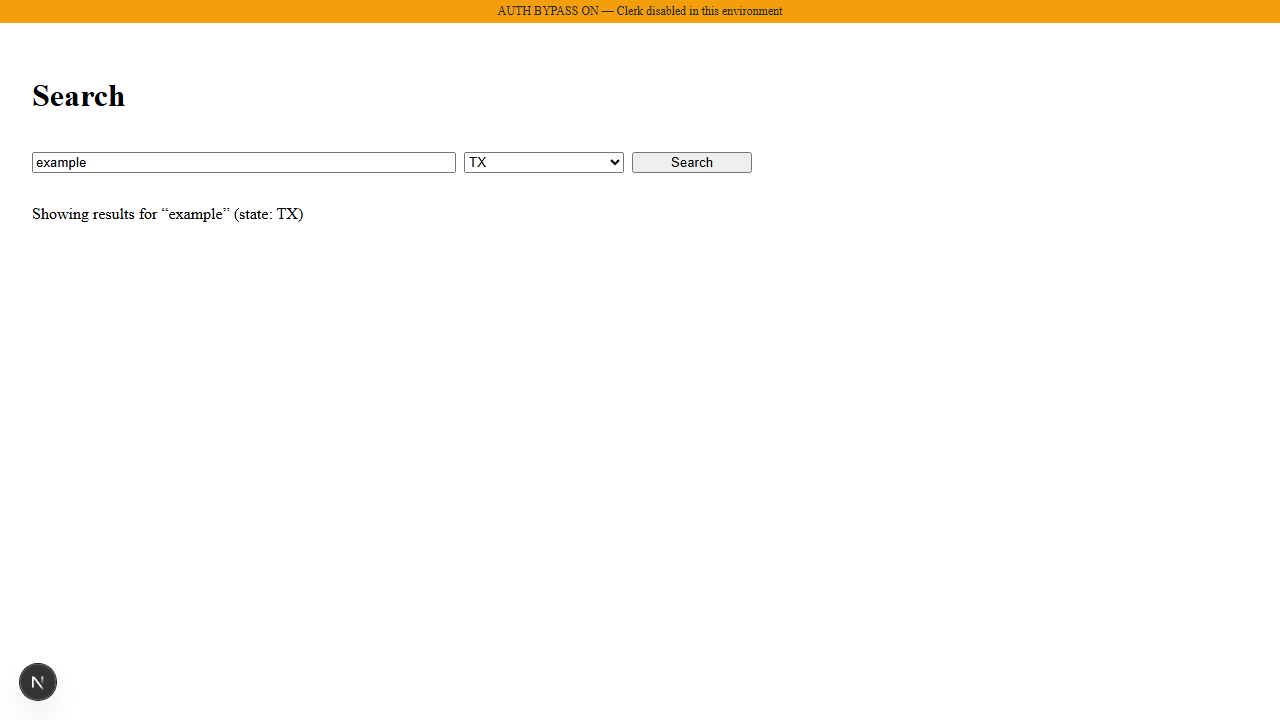 AUTH BYPASS ON — Clerk disabled in this environment
Search
example TX Search
Showing results for “example” (state: TX)
N